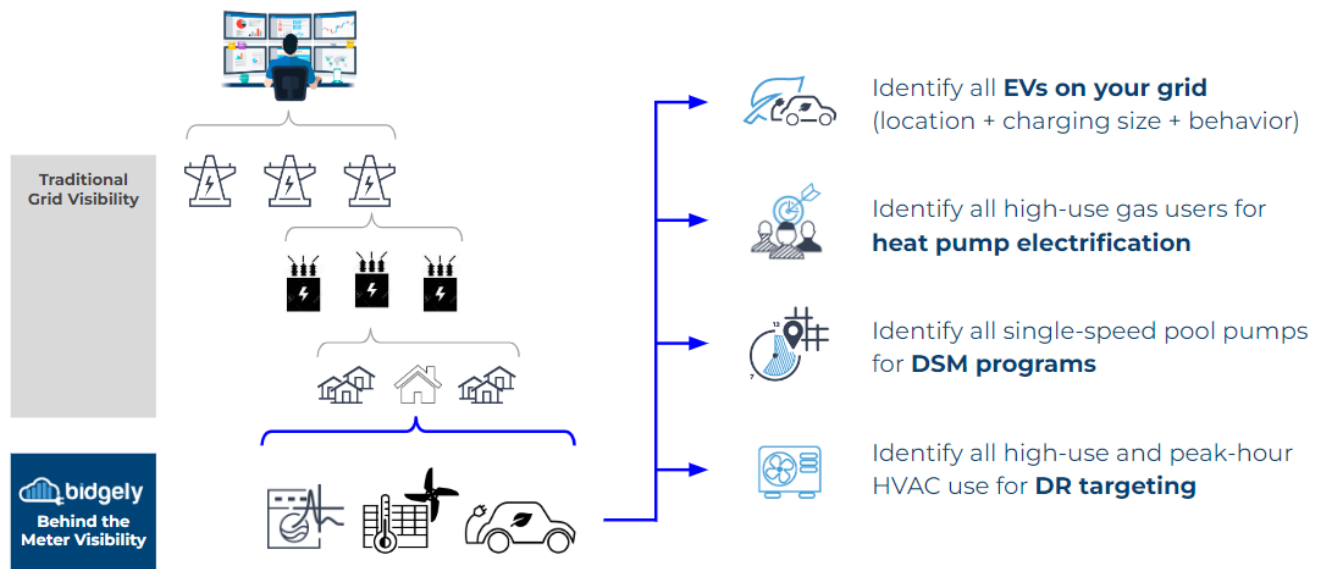 Traditional
Grid Visibility
bidgely
Behind the
Meter Visibility
Identify all EVs on your grid
(location + charging size + behavior)
Identify all high-use gas users for
heat pump electrification
13
7
Identify all single-speed pool pumps
for DSM programs
Identify all high-use and peak-hour
HVAC use for DR targeting